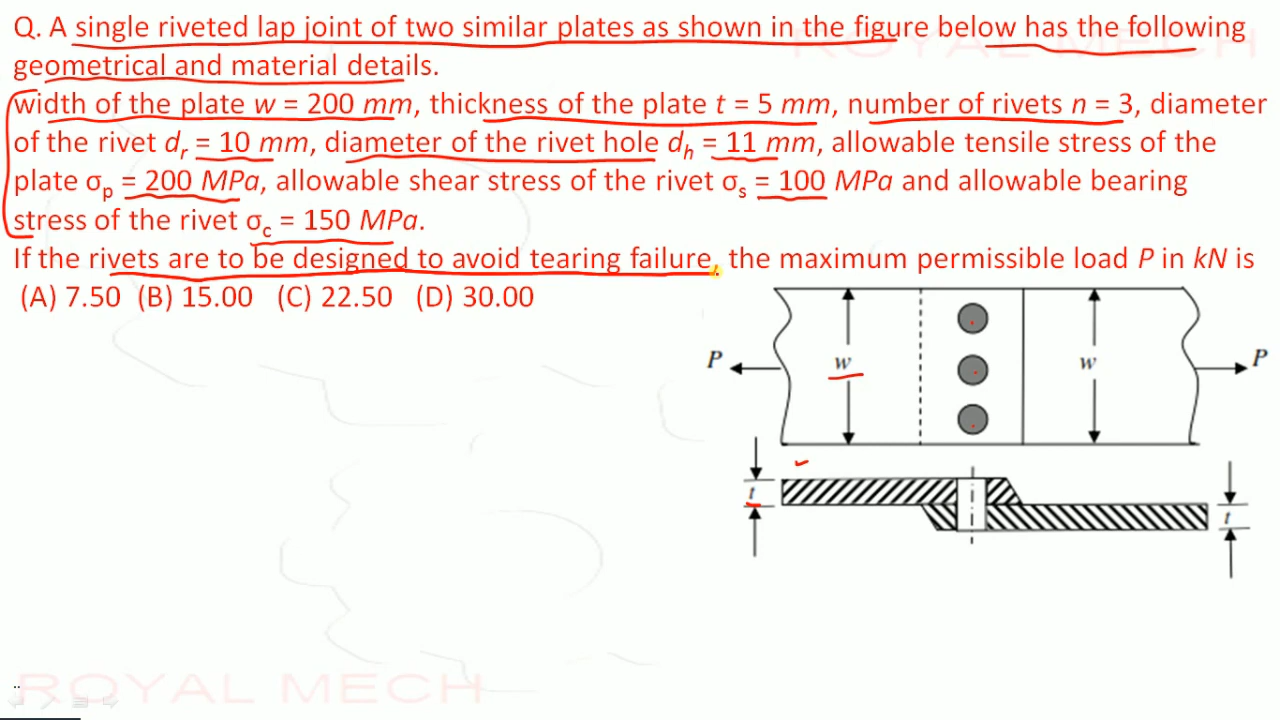 Q. A single riveted lap joint of two similar plates as shown in the figure below has the following
geometrical and material details.
width of the plate w = 200 mm, thickness of the plate t = 5 mm, number of rivets n = 3, diameter
of the rivet dᵣ = 10 mm, diameter of the rivet hole dₕ = 11 mm, allowable tensile stress of the
plate σₚ = 200 MPa, allowable shear stress of the rivet σₛ = 100 MPa and allowable bearing
stress of the rivet σc = 150 MPa.
If the rivets are to be designed to avoid tearing failure, the maximum permissible load P in kN is
(A) 7.50 (B) 15.00 (C) 22.50 (D) 30.00
P w w P
t t
ROYAL MECH
ROYAL MECH
..